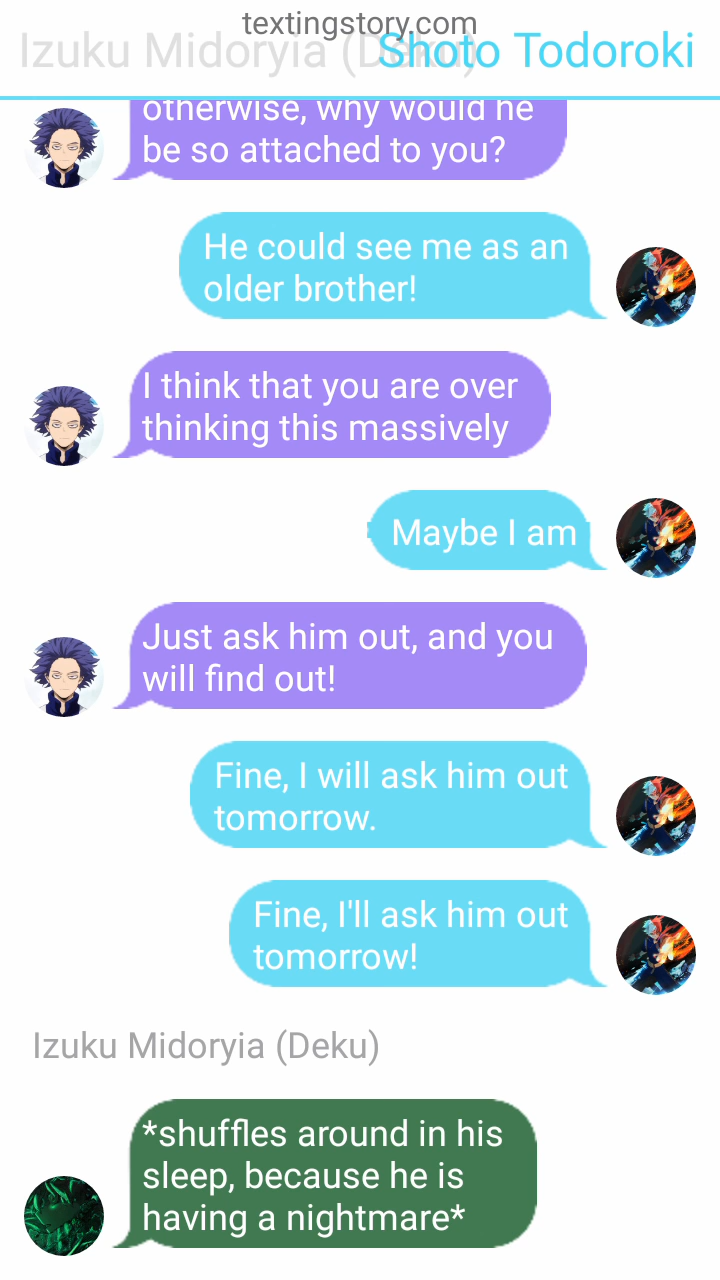 textingstory.com
Izuku Midoryia (Deku)
Shoto Todoroki
otherwise, why would he
be so attached to you?
He could see me as an
older brother!
I think that you are over
thinking this massively
Maybe I am
Just ask him out, and you
will find out!
Fine, I will ask him out
tomorrow.
Fine, I'll ask him out
tomorrow!
Izuku Midoryia (Deku)
*shuffles around in his
sleep, because he is
having a nightmare*